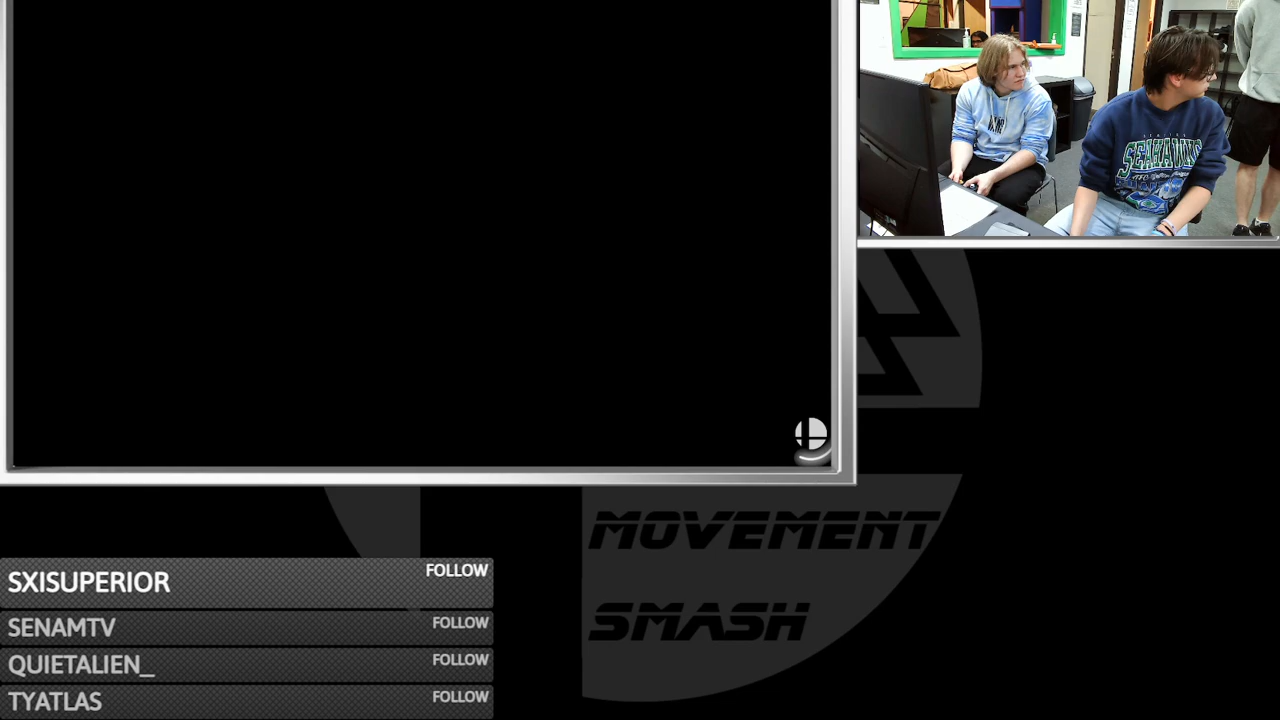 SEAHAWKS
MOVEMENT
SMASH
SXISUPERIOR FOLLOW
SENAMTV FOLLOW
QUIETALIEN_ FOLLOW
TYATLAS FOLLOW